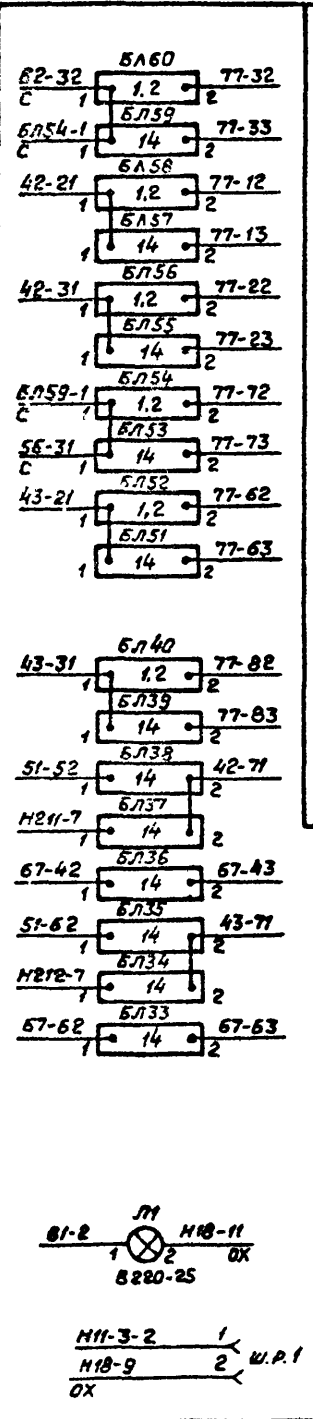 БЛ60
82-32 1 1,2 2 77-32
С
БЛ59
БЛ54-1 1 14 2 77-33
С
БЛ58
42-21 1 1,2 2 77-12
БЛ57
1 14 2 77-13
БЛ56
42-31 1 1,2 2 77-22
БЛ55
1 14 2 77-23
БЛ54
БЛ59-1 1 1,2 2 77-72
С
БЛ53
56-31 1 14 2 77-73
С
БЛ52
43-21 1 1,2 2 77-62
БЛ51
1 14 2 77-63
БЛ40
43-31 1 1,2 2 77-82
БЛ39
1 14 2 77-83
БЛ38
51-52 1 14 2 42-71
БЛ37
Н211-7 1 14 2
БЛ36
67-42 1 14 2 67-43
БЛ35
51-62 1 14 2 43-71
БЛ34
Н212-7 1 14 2
БЛ33
67-62 1 14 2 67-63
Л1
81-2 1 2 Н18-11
ОХ
В220-25
Н11-3-2 1
Ш.Р.1
Н18-9 2
ОХ